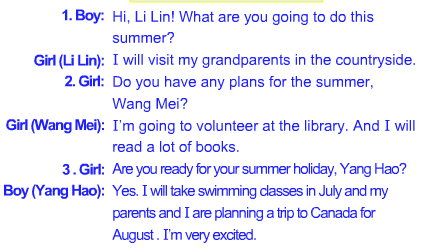 1. Boy: Hi, Li Lin! What are you going to do this
summer?
Girl (Li Lin): I will visit my grandparents in the countryside.
2. Girl: Do you have any plans for the summer,
Wang Mei?
Girl (Wang Mei): I'm going to volunteer at the library. And I will
read a lot of books.
3 . Girl: Are you ready for your summer holiday, Yang Hao?
Boy (Yang Hao): Yes. I will take swimming classes in July and my
parents and I are planning a trip to Canada for
August . I'm very excited.